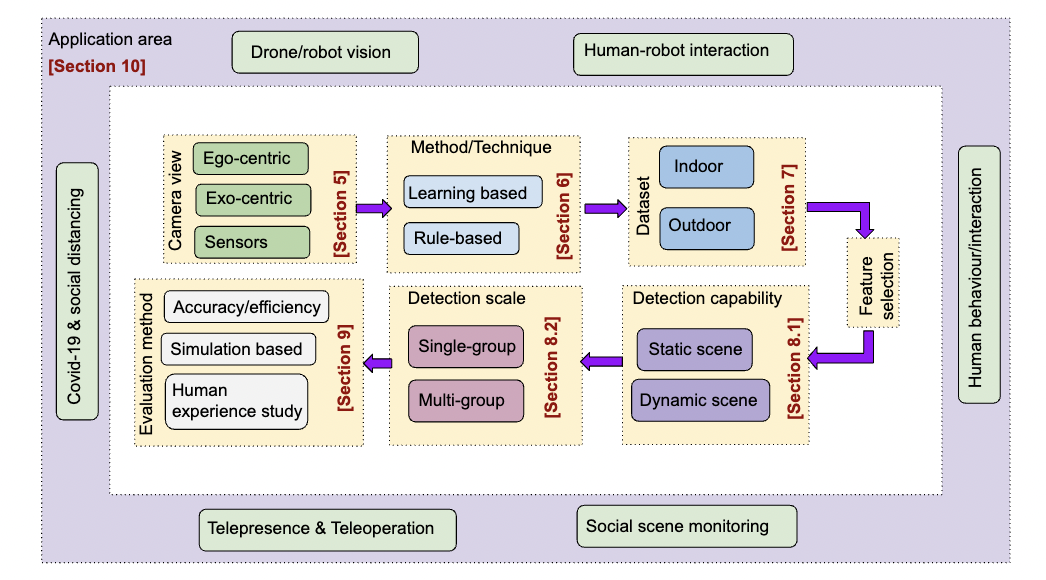 Application area
[Section 10]
Drone/robot vision
Human-robot interaction
Covid-19 & social distancing
Camera view
Ego-centric
Exo-centric
Sensors
[Section 5]
Method/Technique
Learning based
Rule-based
[Section 6]
Dataset
Indoor
Outdoor
[Section 7]
Feature
selection
Detection capability
Static scene
Dynamic scene
[Section 8.1]
Detection scale
Single-group
Multi-group
[Section 8.2]
Evaluation method
Accuracy/efficiency
Simulation based
Human
experience study
[Section 9]
Human behaviour/interaction
Telepresence & Teleoperation
Social scene monitoring